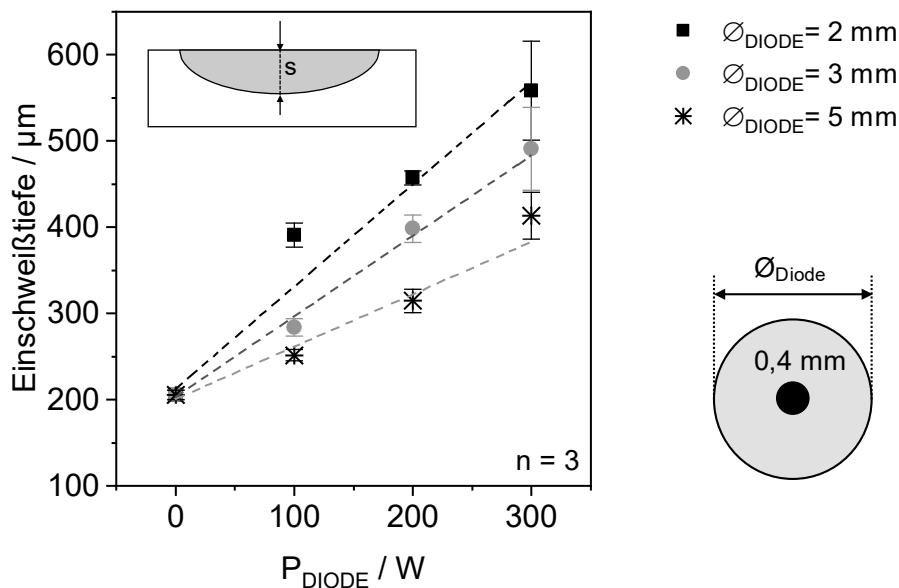 600
500
400
300
200
100
Einschweißtiefe / µm
s
n = 3
0
100
200
300
P_DIODE / W
∅_DIODE= 2 mm
∅_DIODE= 3 mm
∅_DIODE= 5 mm
Ø_Diode
0,4 mm